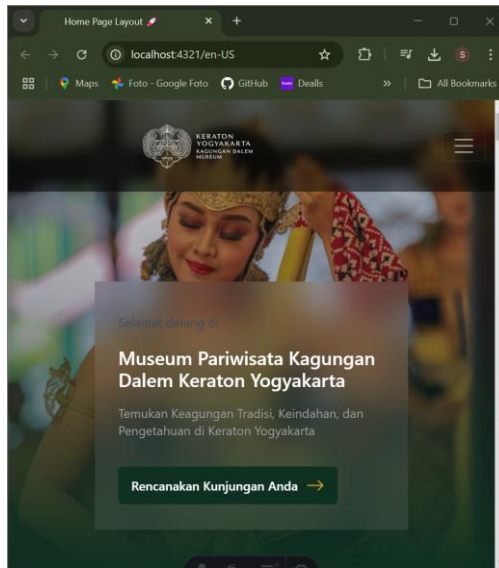 Home Page Layout 🚀
localhost:4321/en-US
S
Maps
Foto - Google Foto
GitHub
Dealls
»
All Bookmarks
KERATON
YOGYAKARTA
KAGUNGAN DALEM
MUSEUM
Selamat datang di
Museum Pariwisata Kagungan
Dalem Keraton Yogyakarta
Temukan Keagungan Tradisi, Keindahan, dan
Pengetahuan di Keraton Yogyakarta
Rencanakan Kunjungan Anda →